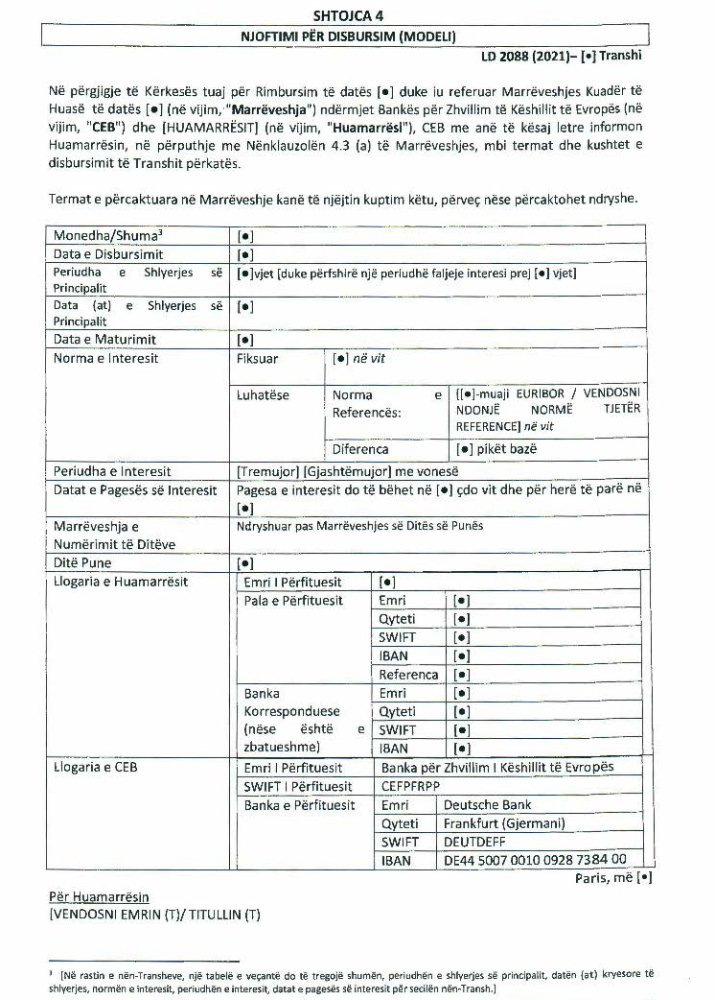 SHTOJCA 4
NJOFTIMI PËR DISBURSIM (MODELI)
LD 2088 (2021)– [•] Transhi
Në përgjigje të Kërkesës tuaj për Rimbursim të datës [•] duke iu referuar Marrëveshjes Kuadër të
Huasë të datës [•] (në vijim, "Marrëveshja") ndërmjet Bankës për Zhvillim të Këshillit të Evropës (në
vijim, "CEB") dhe [HUAMARRËSIT] (në vijim, "Huamarrësi"), CEB me anë të kësaj letre informon
Huamarrësin, në përputhje me Nënklauzolën 4.3 (a) të Marrëveshjes, mbi termat dhe kushtet e
disbursimit të Transhit përkatës.
Termat e përcaktuara në Marrëveshje kanë të njëjtin kuptim këtu, përveç nëse përcaktohet ndryshe.
Monedha/Shuma³ [•]
Data e Disbursimit [•]
Periudha e Shlyerjes së [•]vjet [duke përfshirë një periudhë faljeje interesi prej [•] vjet]
Principalit
Data (at) e Shlyerjes së [•]
Principalit
Data e Maturimit [•]
Norma e Interesit Fiksuar [•] në vit
Luhatëse Norma e [[•]-muaji EURIBOR / VENDOSNI
Referencës: NDONJË NORMË TJETËR
REFERENCE] në vit
Diferenca [•] pikët bazë
Periudha e Interesit [Tremujor] [Gjashtëmujor] me vonesë
Datat e Pagesës së Interesit Pagesa e interesit do të bëhet në [•] çdo vit dhe për herë të parë në
[•]
Marrëveshja e Ndryshuar pas Marrëveshjes së Ditës së Punës
Numërimit të Ditëve
Ditë Pune [•]
Llogaria e Huamarrësit Emri I Përfituesit [•]
Pala e Përfituesit Emri [•]
Qyteti [•]
SWIFT [•]
IBAN [•]
Referenca [•]
Banka Emri [•]
Korresponduese Qyteti [•]
(nëse është e SWIFT [•]
zbatueshme) IBAN [•]
Llogaria e CEB Emri I Përfituesit Banka për Zhvillim I Këshillit të Evropës
SWIFT I Përfituesit CEFPFRPP
Banka e Përfituesit Emri Deutsche Bank
Qyteti Frankfurt (Gjermani)
SWIFT DEUTDEFF
IBAN DE44 5007 0010 0928 7384 00
Paris, më [•]
Për Huamarrësin
[VENDOSNI EMRIN (T)/ TITULLIN (T)
³ [Në rastin e nën-Transheve, një tabelë e veçantë do të tregojë shumën, periudhën e shlyerjes së principalit, datën (at) kryesore të
shlyerjes, normën e interesit, periudhën e interesit, datat e pagesës së interesit për secilën nën-Transh.]